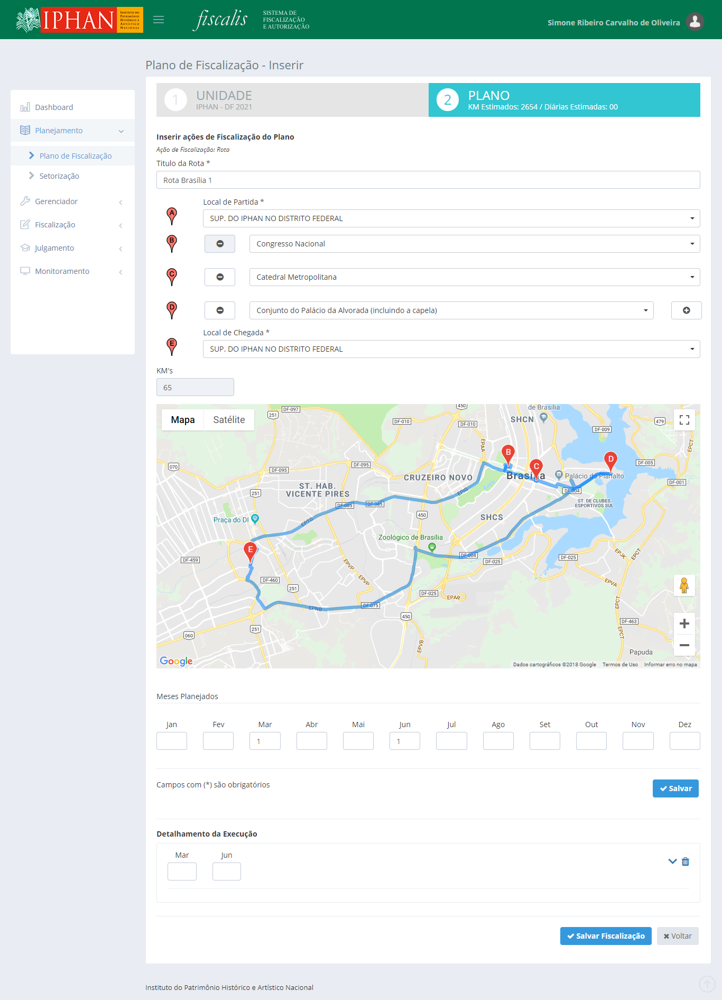 IPHAN
INSTITUTO DO
PATRIMÔNIO
HISTÓRICO E
ARTÍSTICO
NACIONAL
fiscalis
SISTEMA DE
FISCALIZAÇÃO
E AUTORIZAÇÃO
Simone Ribeiro Carvalho de Oliveira
Plano de Fiscalização - Inserir
Dashboard
Planejamento
Plano de Fiscalização
Setorização
Gerenciador
Fiscalização
Julgamento
Monitoramento
1
UNIDADE
IPHAN - DF 2021
2
PLANO
KM Estimados: 2654 / Diárias Estimadas: 00
Inserir ações de Fiscalização do Plano
Ação de Fiscalização: Rota
Titulo da Rota *
Rota Brasília 1
Local de Partida *
A
SUP. DO IPHAN NO DISTRITO FEDERAL
B
Congresso Nacional
C
Catedral Metropolitana
D
Conjunto do Palácio da Alvorada (incluindo a capela)
Local de Chegada *
E
SUP. DO IPHAN NO DISTRITO FEDERAL
KM's
65
Mapa
Satélite
DF-097
251
450
de Brasília
SHCN
DF-010
DF-010
479
DF-009
EPAA
EPCT
B
070
DF-095
DF-095
C
D
DF-005
CRUZEIRO NOVO
Brasília
Palácio do Planalto
DF-001
ST. HAB.
VICENTE PIRES
251
EPIG
DF-004
ST. DE CLUBES
ESPORTIVOS SUL
DF-085
DF-085
450
SHCS
Praça do DI
EPTG
Zoológico de Brasília
E
DF-459
DF-004
DF-025
DF-025
EPJK
EPCT
EPVP
EPVP
DF-460
251
EPVA
DF-025
EPAR
EPCT
EPNB
DF-075
450
DF-463
251
060
EPCT
EPVB
Papuda
Google
Dados cartográficos ©2018 Google
Termos de Uso
Informar erro no mapa
Meses Planejados
Jan Fev Mar Abr Mai Jun Jul Ago Set Out Nov Dez
1 1
Campos com (*) são obrigatórios
Salvar
Detalhamento da Execução
Mar Jun
Salvar Fiscalização
Voltar
Instituto do Patrimônio Histórico e Artístico Nacional